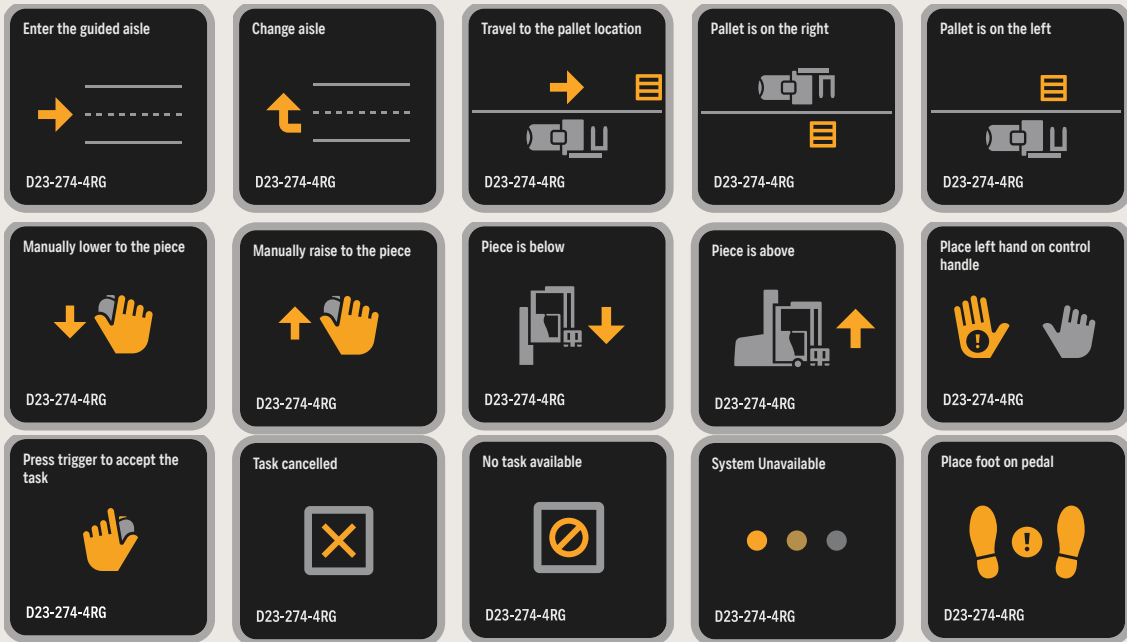 Enter the guided aisle
D23-274-4RG
Change aisle
D23-274-4RG
Travel to the pallet location
D23-274-4RG
Pallet is on the right
D23-274-4RG
Pallet is on the left
D23-274-4RG
Manually lower to the piece
D23-274-4RG
Manually raise to the piece
D23-274-4RG
Piece is below
D23-274-4RG
Piece is above
D23-274-4RG
Place left hand on control
handle
D23-274-4RG
Press trigger to accept the
task
D23-274-4RG
Task cancelled
D23-274-4RG
No task available
D23-274-4RG
System Unavailable
D23-274-4RG
Place foot on pedal
D23-274-4RG